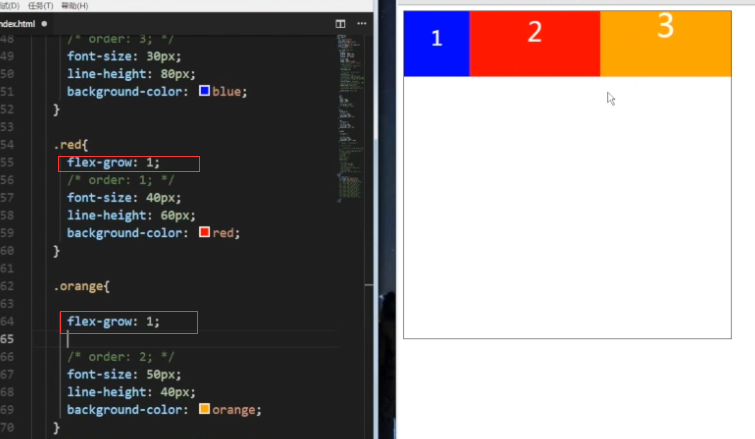 任务(T) 帮助(H)
ndex.html
48 /* order: 3; */
49 font-size: 30px;
50 line-height: 80px;
51 background-color: blue;
52 }
53
54 .red{
55 flex-grow: 1;
56 /* order: 1; */
57 font-size: 40px;
58 line-height: 60px;
59 background-color: red;
60 }
61
62 .orange{
63
64 flex-grow: 1;
65
66 /* order: 2; */
67 font-size: 50px;
68 line-height: 40px;
69 background-color: orange;
70 }
1 2 3